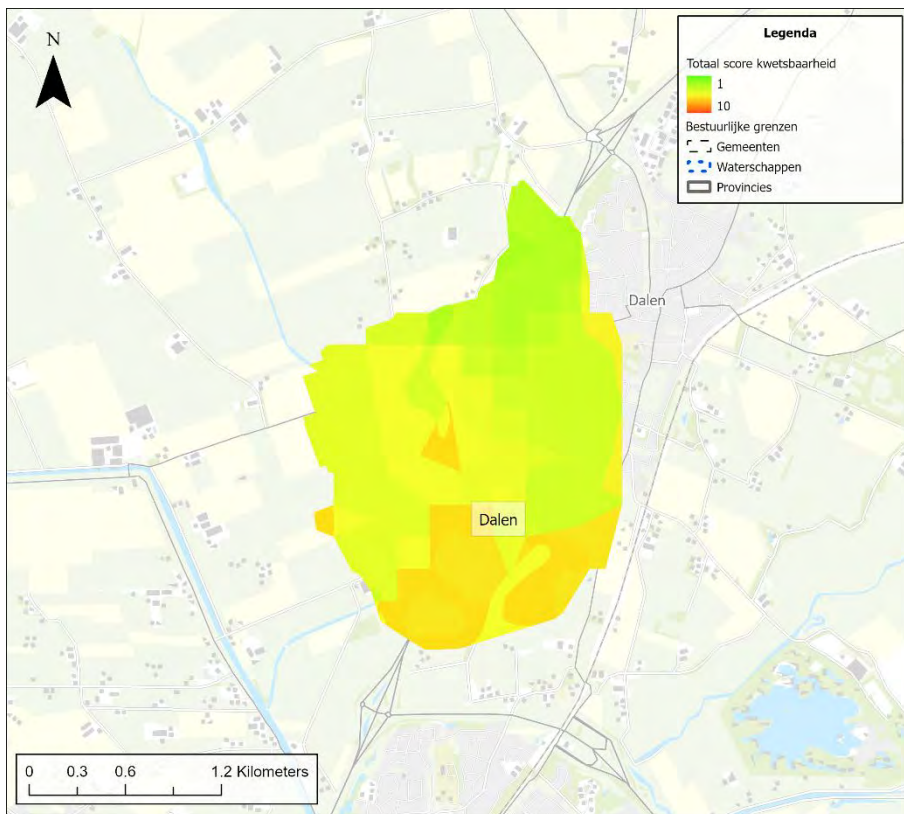 N
Legenda
Totaal score kwetsbaarheid
1
10
Bestuurlijke grenzen
Gemeenten
Waterschappen
Provincies
Dalen
Dalen
0 0.3 0.6 1.2 Kilometers